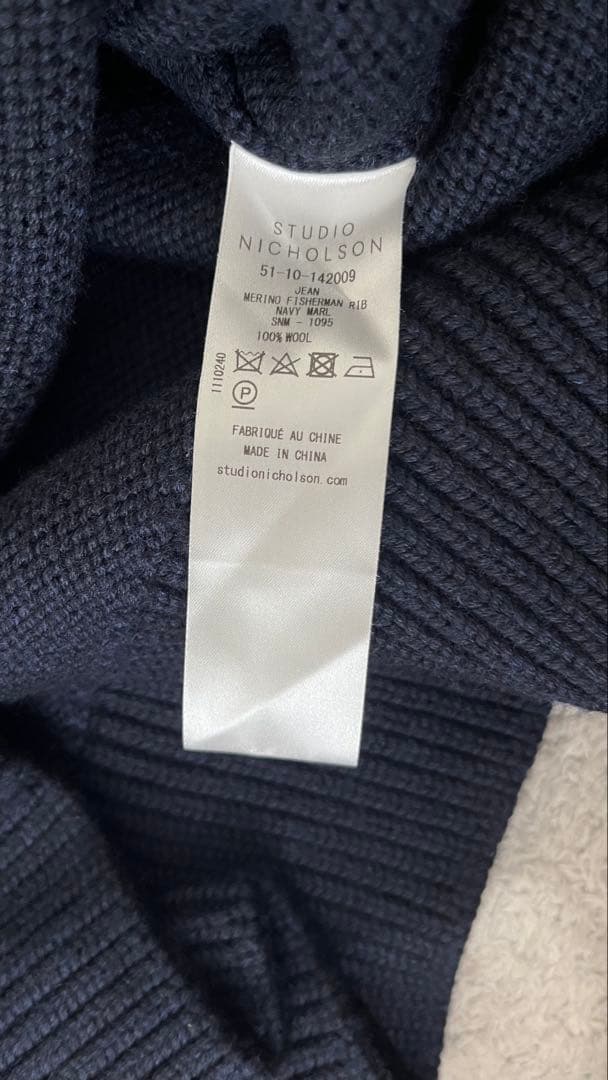 STUDIO
NICHOLSON
51-10-142009
JEAN
MERINO FISHERMAN RIB
NAVY MARL
SNM - 1095
100% WOOL
1110240
P
FABRIQUÉ AU CHINE
MADE IN CHINA
studionicholson.com